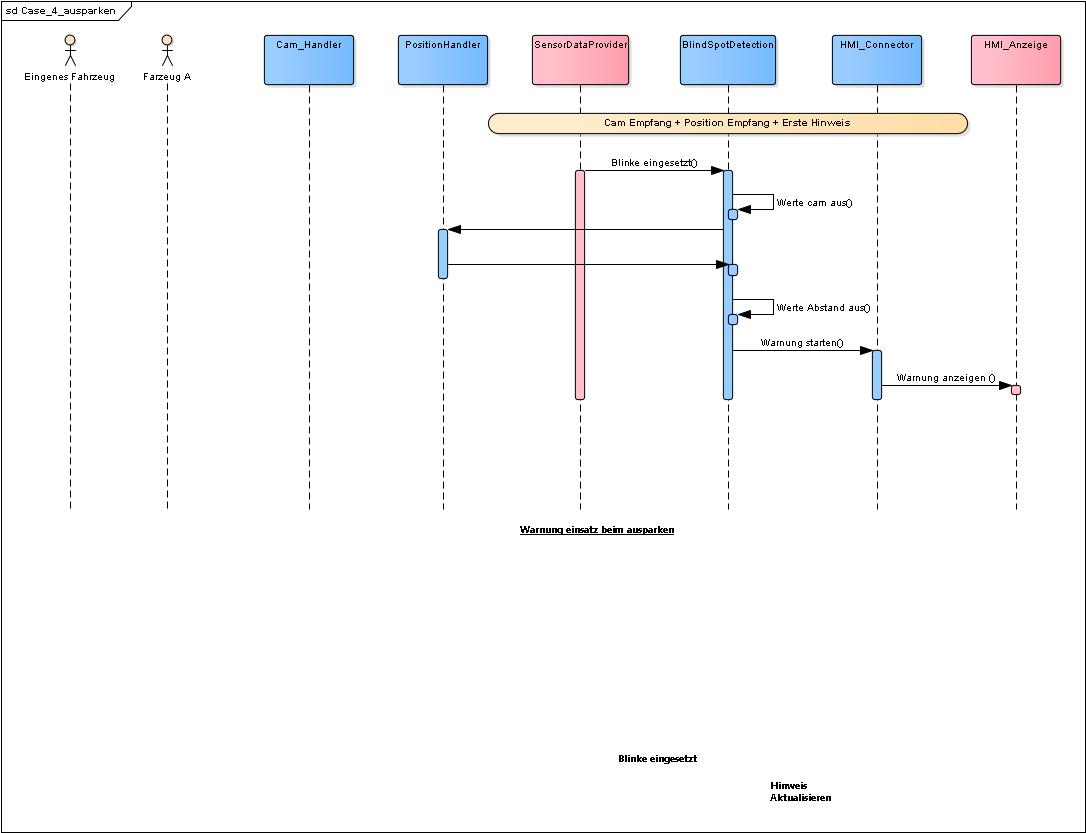 sd Case_4_ausparken
Eingenes Fahrzeug
Farzeug A
Cam_Handler
PositionHandler
SensorDataProvider
BlindSpotDetection
HMI_Connector
HMI_Anzeige
Cam Empfang + Position Empfang + Erste Hinweis
Blinke eingesetzt()
Werte cam aus()
Werte Abstand aus()
Warnung starten()
Warnung anzeigen ()
Warnung einsatz beim ausparken
Blinke eingesetzt
Hinweis
Aktualisieren